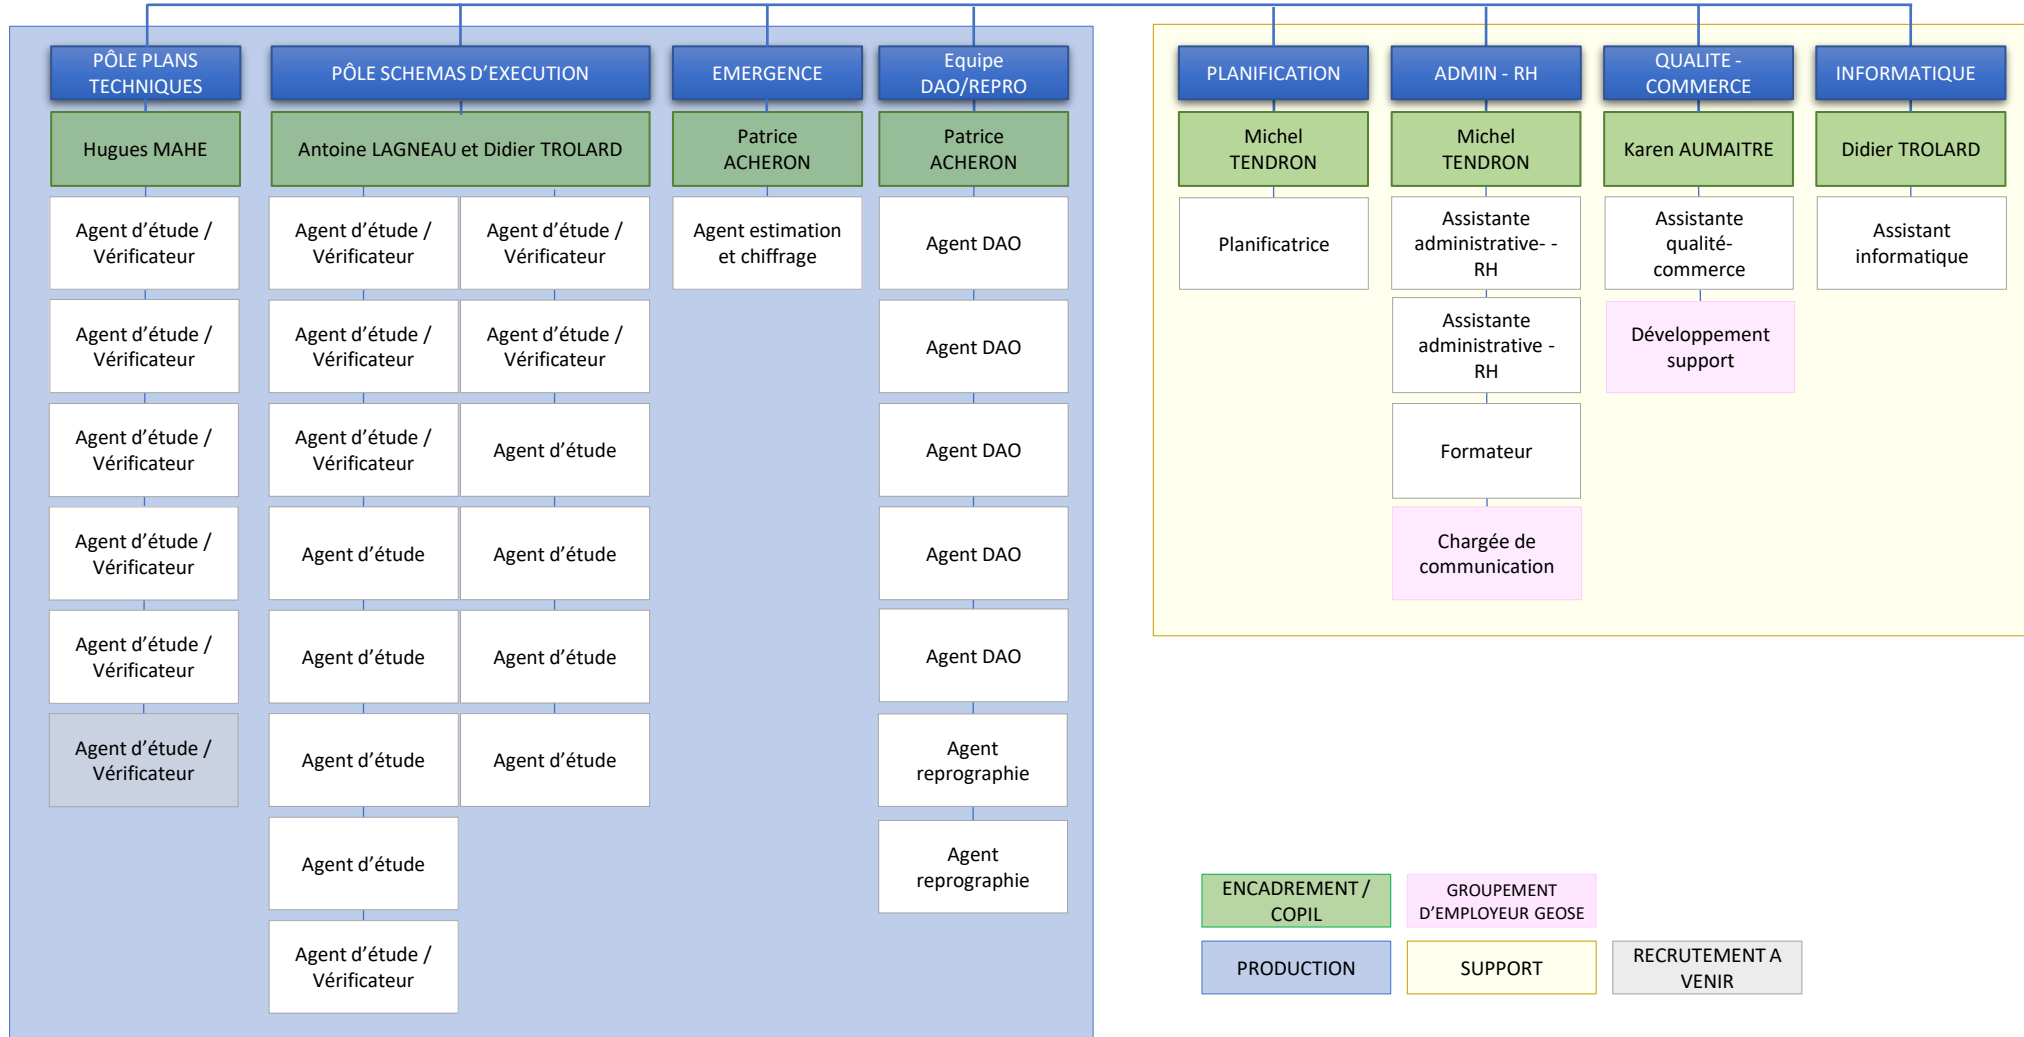 PÔLE PLANS
TECHNIQUES
PÔLE SCHEMAS D'EXECUTION
EMERGENCE
Equipe
DAO/REPRO
PLANIFICATION
ADMIN - RH
QUALITE -
COMMERCE
INFORMATIQUE
Hugues MAHE
Antoine LAGNEAU et Didier TROLARD
Patrice
ACHERON
Patrice
ACHERON
Michel
TENDRON
Michel
TENDRON
Karen AUMAITRE
Didier TROLARD
Agent d’étude /
Vérificateur
Agent d’étude /
Vérificateur
Agent d’étude /
Vérificateur
Agent estimation
et chiffrage
Agent DAO
Planificatrice
Assistante
administrative- -
RH
Assistante
qualité-
commerce
Assistant
informatique
Agent d’étude /
Vérificateur
Agent d’étude /
Vérificateur
Agent d’étude /
Vérificateur
Agent DAO
Assistante
administrative -
RH
Développement
support
Agent d’étude /
Vérificateur
Agent d’étude /
Vérificateur
Agent d’étude
Agent DAO
Formateur
Agent d’étude /
Vérificateur
Agent d’étude
Agent d’étude
Agent DAO
Chargée de
communication
Agent d’étude /
Vérificateur
Agent d’étude
Agent d’étude
Agent DAO
Agent d’étude /
Vérificateur
Agent d’étude
Agent d’étude
Agent
reprographie
Agent d’étude
Agent
reprographie
Agent d’étude /
Vérificateur
ENCADREMENT /
COPIL
GROUPEMENT
D’EMPLOYEUR GEOSE
PRODUCTION
SUPPORT
RECRUTEMENT A
VENIR